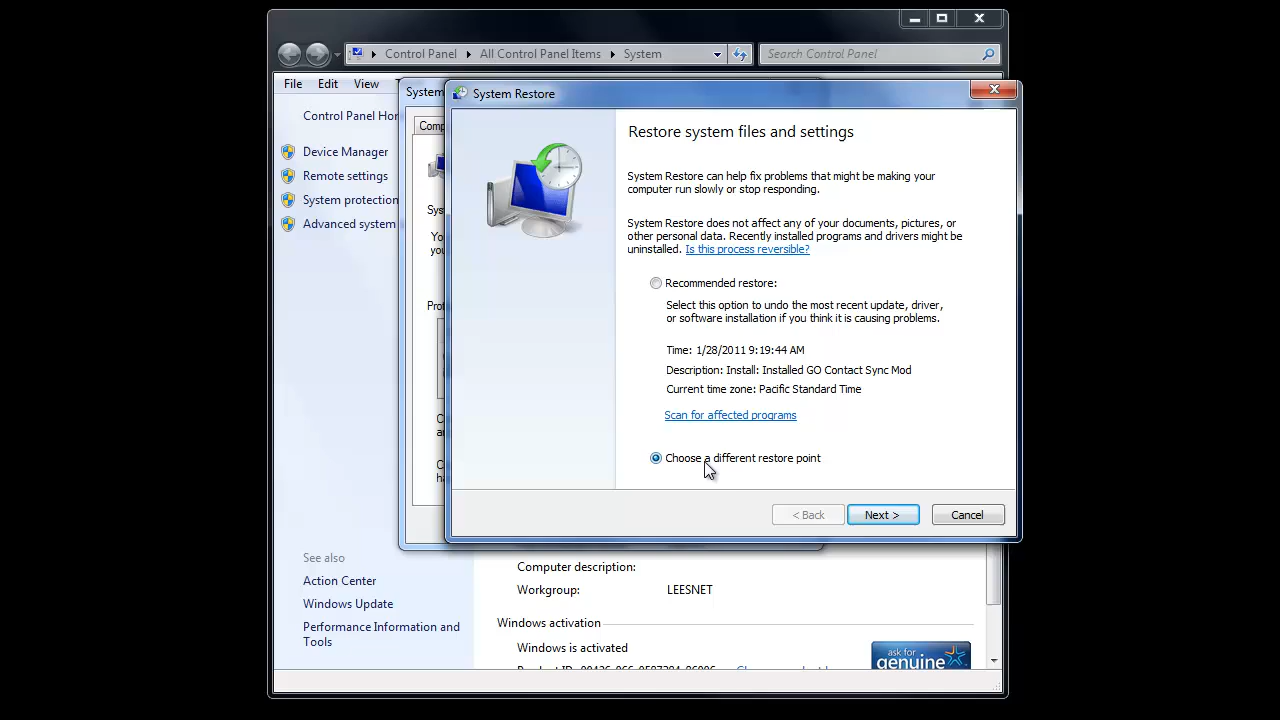 Control Panel
All Control Panel Items
System
Search Control Panel
File Edit View
Control Panel Hor
Device Manager
Remote settings
System protection
Advanced system
See also
Action Center
Windows Update
Performance Information and
Tools
System
Comp
Sys
Yo
you
Prot
System Restore
Restore system files and settings
System Restore can help fix problems that might be making your
computer run slowly or stop responding.
System Restore does not affect any of your documents, pictures, or
other personal data. Recently installed programs and drivers might be
uninstalled. Is this process reversible?
Recommended restore:
Select this option to undo the most recent update, driver,
or software installation if you think it is causing problems.
Time: 1/28/2011 9:19:44 AM
Description: Install: Installed GO Contact Sync Mod
Current time zone: Pacific Standard Time
Scan for affected programs
Choose a different restore point
< Back Next > Cancel
Computer description:
Workgroup: LEESNET
Windows activation
Windows is activated
ask for
genuine